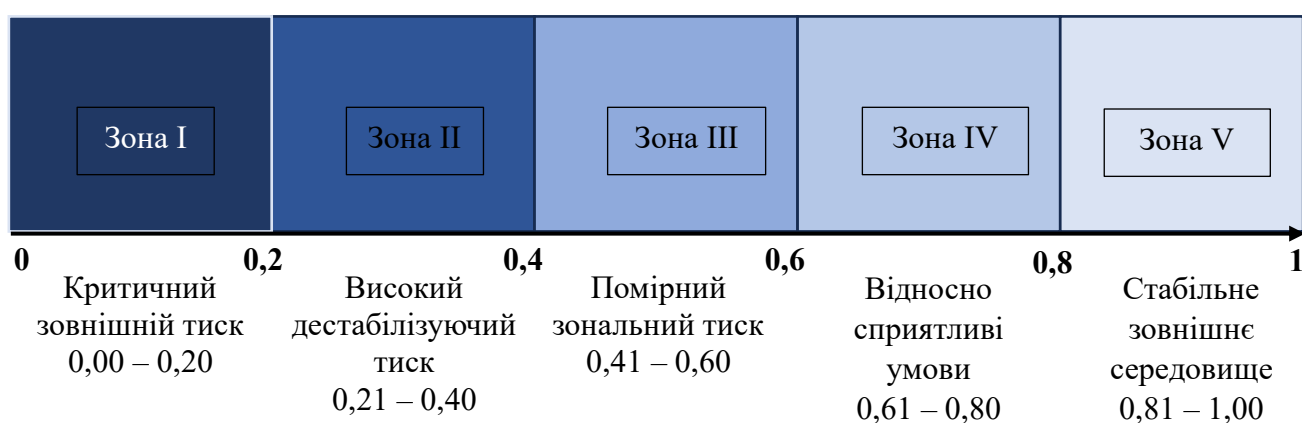 Зона I
Зона II
Зона III
Зона IV
Зона V
0
0,2
0,4
0,6
0,8
1
Критичний
зовнішній тиск
0,00 – 0,20
Високий
дестабілізуючий
тиск
0,21 – 0,40
Помірний
зональний тиск
0,41 – 0,60
Відносно
сприятливі
умови
0,61 – 0,80
Стабільне
зовнішнє
середовище
0,81 – 1,00